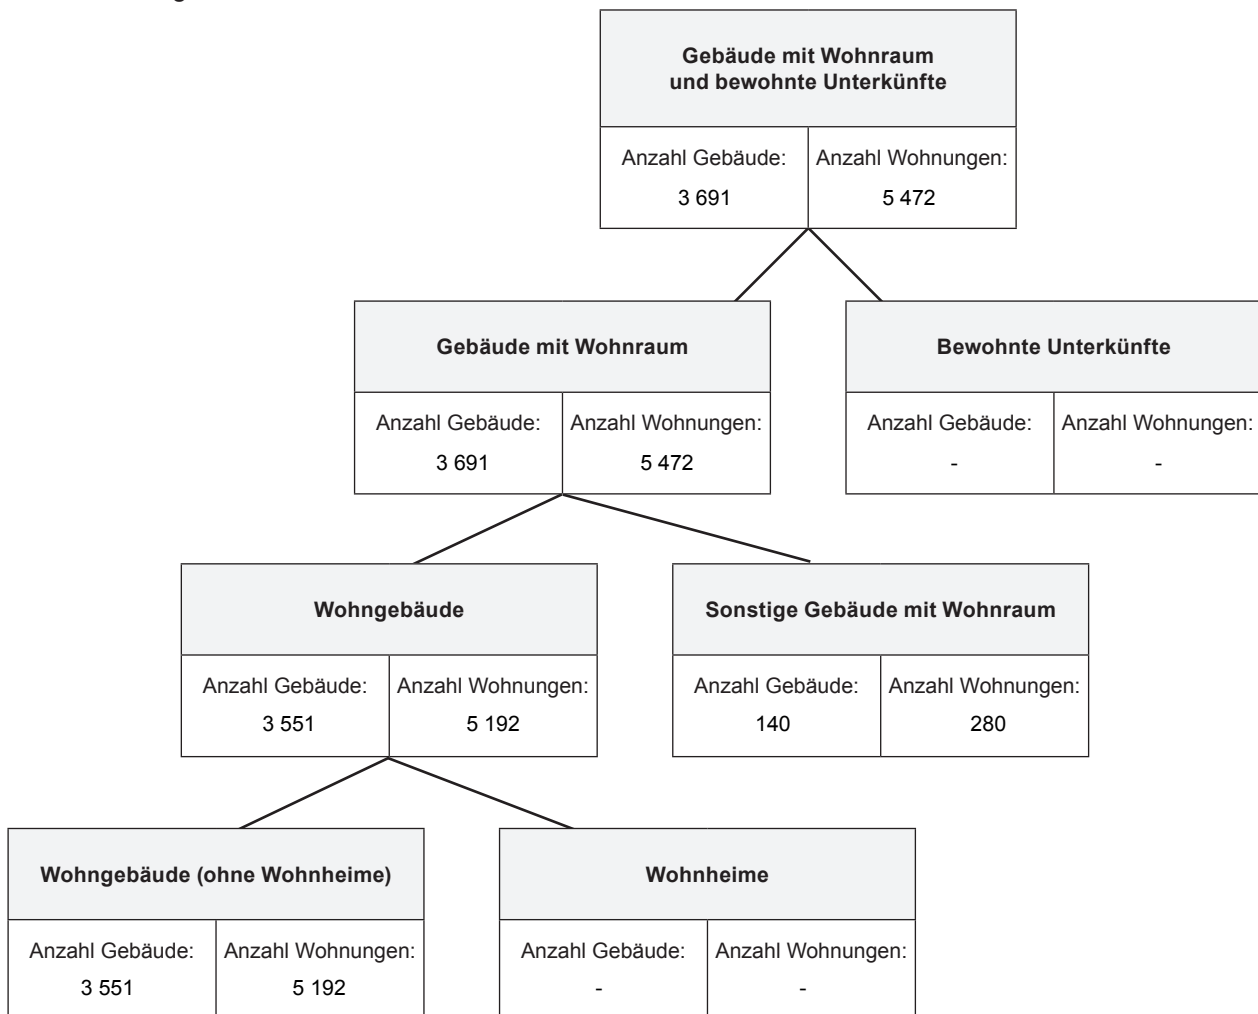 Gebäude mit Wohnraum
und bewohnte Unterkünfte
Anzahl Gebäude: Anzahl Wohnungen:
3 691 5 472
Gebäude mit Wohnraum Bewohnte Unterkünfte
Anzahl Gebäude: Anzahl Wohnungen: Anzahl Gebäude: Anzahl Wohnungen:
3 691 5 472 - -
Wohngebäude Sonstige Gebäude mit Wohnraum
Anzahl Gebäude: Anzahl Wohnungen: Anzahl Gebäude: Anzahl Wohnungen:
3 551 5 192 140 280
Wohngebäude (ohne Wohnheime) Wohnheime
Anzahl Gebäude: Anzahl Wohnungen: Anzahl Gebäude: Anzahl Wohnungen:
3 551 5 192 - -